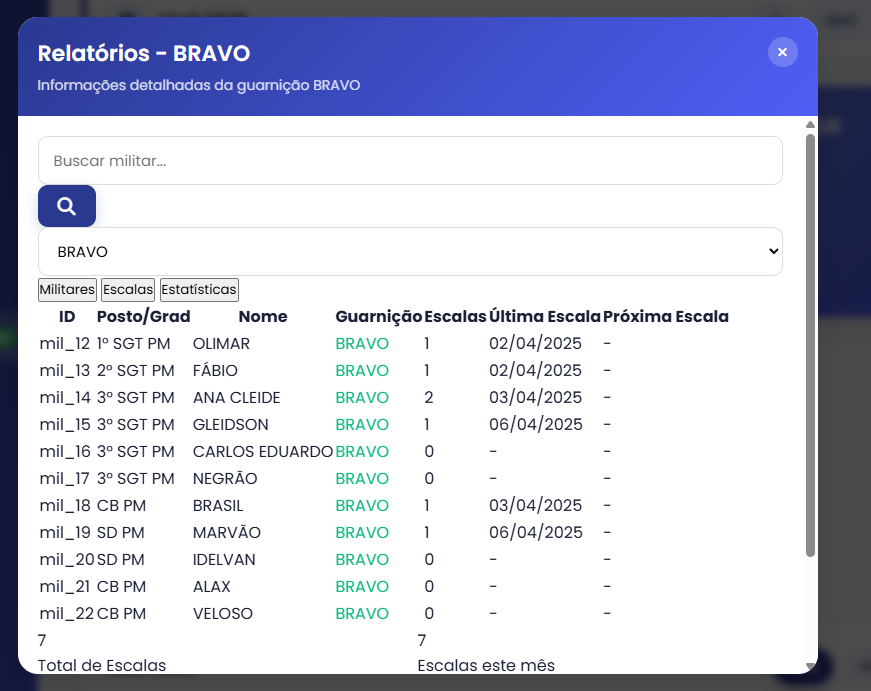 Relatórios - BRAVO
Informações detalhadas da guarnição BRAVO
Buscar militar...
BRAVO
Militares Escalas Estatísticas
ID Posto/Grad Nome Guarnição Escalas Última Escala Próxima Escala
mil_12 1º SGT PM OLIMAR BRAVO 1 02/04/2025 -
mil_13 2º SGT PM FÁBIO BRAVO 1 02/04/2025 -
mil_14 3º SGT PM ANA CLEIDE BRAVO 2 03/04/2025 -
mil_15 3º SGT PM GLEIDSON BRAVO 1 06/04/2025 -
mil_16 3º SGT PM CARLOS EDUARDO BRAVO 0 - -
mil_17 3º SGT PM NEGRÃO BRAVO 0 - -
mil_18 CB PM BRASIL BRAVO 1 03/04/2025 -
mil_19 SD PM MARVÃO BRAVO 1 06/04/2025 -
mil_20 SD PM IDELVAN BRAVO 0 - -
mil_21 CB PM ALAX BRAVO 0 - -
mil_22 CB PM VELOSO BRAVO 0 - -
7 7
Total de Escalas Escalas este mês